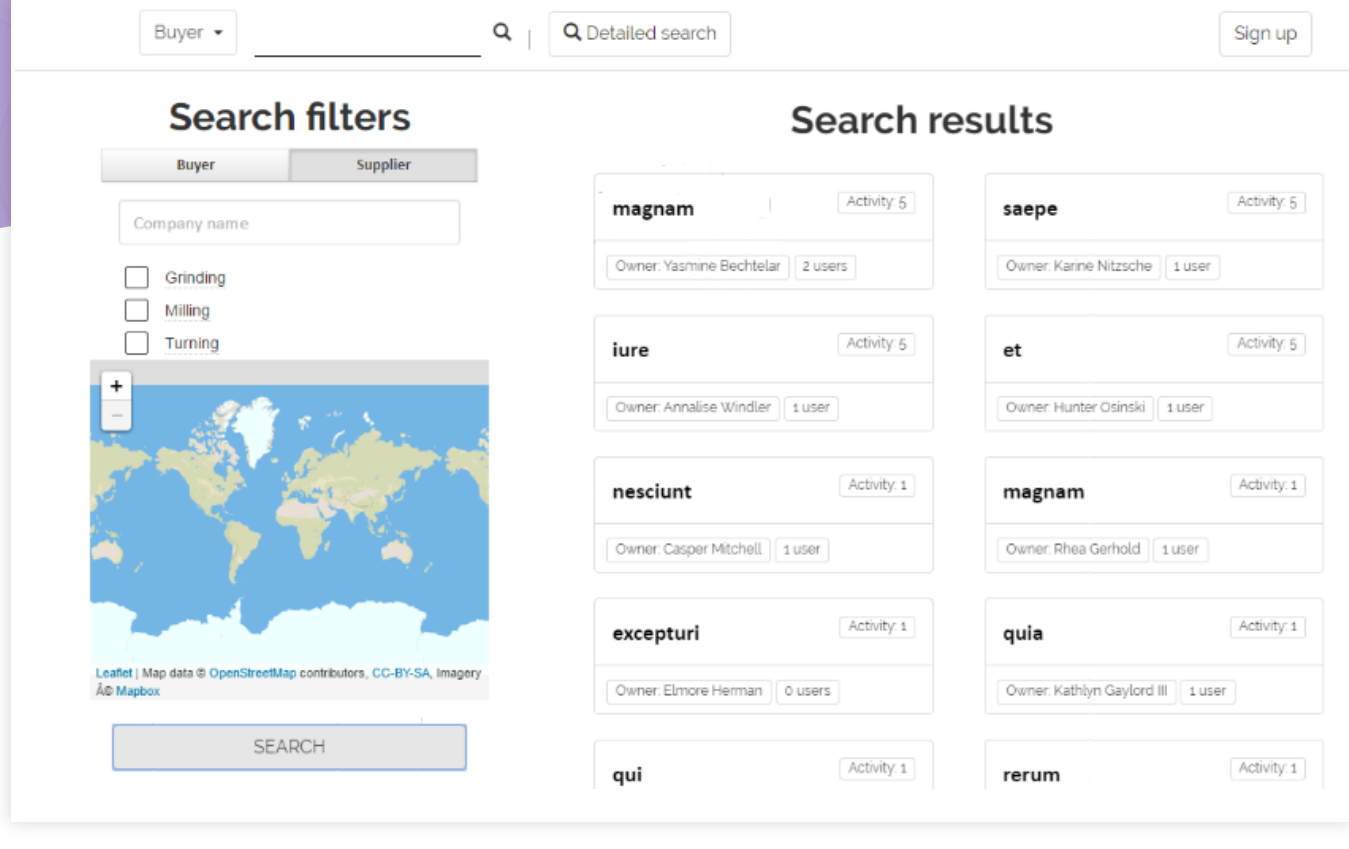 Buyer
Detailed search
Sign up
Search filters
Buyer Supplier
Company name
Grinding
Milling
Turning
+
−
Leaflet | Map data © OpenStreetMap contributors, CC-BY-SA, Imagery
Â© Mapbox
SEARCH
Search results
magnam Activity: 5
Owner: Yasmine Bechtelar 2 users
saepe Activity: 5
Owner: Karine Nitzsche 1 user
iure Activity: 5
Owner: Annalise Windler 1 user
et Activity: 5
Owner: Hunter Osinski 1 user
nesciunt Activity: 1
Owner: Casper Mitchell 1 user
magnam Activity: 1
Owner: Rhea Gerhold 1 user
excepturi Activity: 1
Owner: Elmore Herman 0 users
quia Activity: 1
Owner: Kathlyn Gaylord III 1 user
qui Activity: 1
rerum Activity: 1